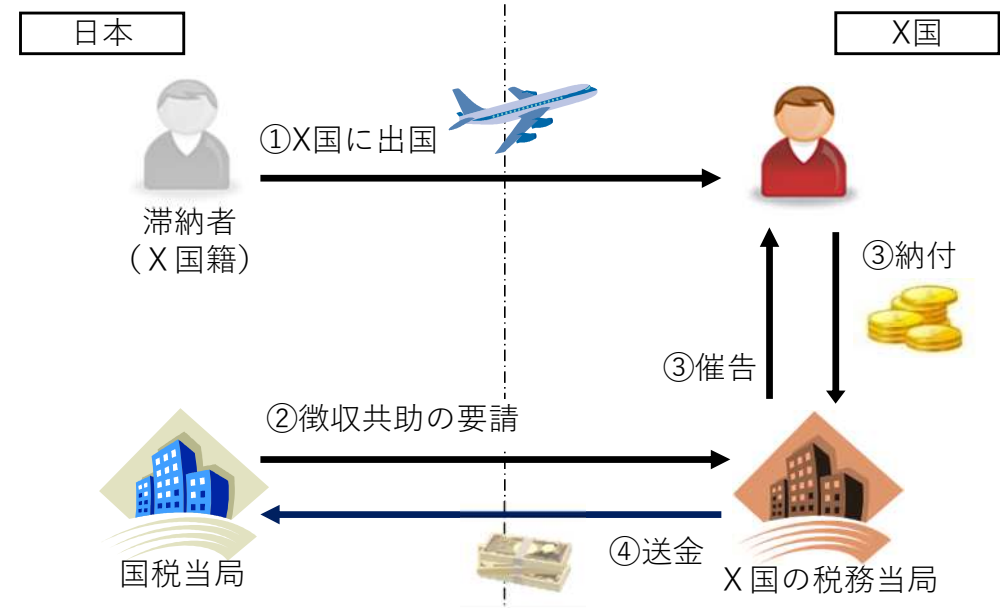 日本
X国
①X国に出国
滞納者
（X国籍）
③納付
③催告
②徴収共助の要請
④送金
国税当局
X国の税務当局